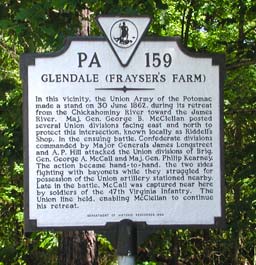 PA 159
GLENDALE (FRAYSER'S FARM)
In this vicinity, the Union Army of the Potomac
made a stand on 30 June 1862, during its retreat
from the Chickahominy River toward the James
River. Maj. Gen. George B. McClellan posted
several Union divisions facing east and north to
protect this intersection, known locally as Riddell's
Shop. In the ensuing battle, Confederate divisions
commanded by Major Generals James Longstreet
and A. P. Hill attacked the Union divisions of Brig.
Gen. George A. McCall and Maj. Gen. Philip Kearney.
The action became hand-to-hand, the two sides
fighting with bayonets while they struggled for
possession of the Union artillery stationed nearby.
Late in the battle, McCall was captured near here
by soldiers of the 47th Virginia Infantry. The
Union line held, enabling McClellan to continue
his retreat.
DEPARTMENT OF HISTORIC RESOURCES